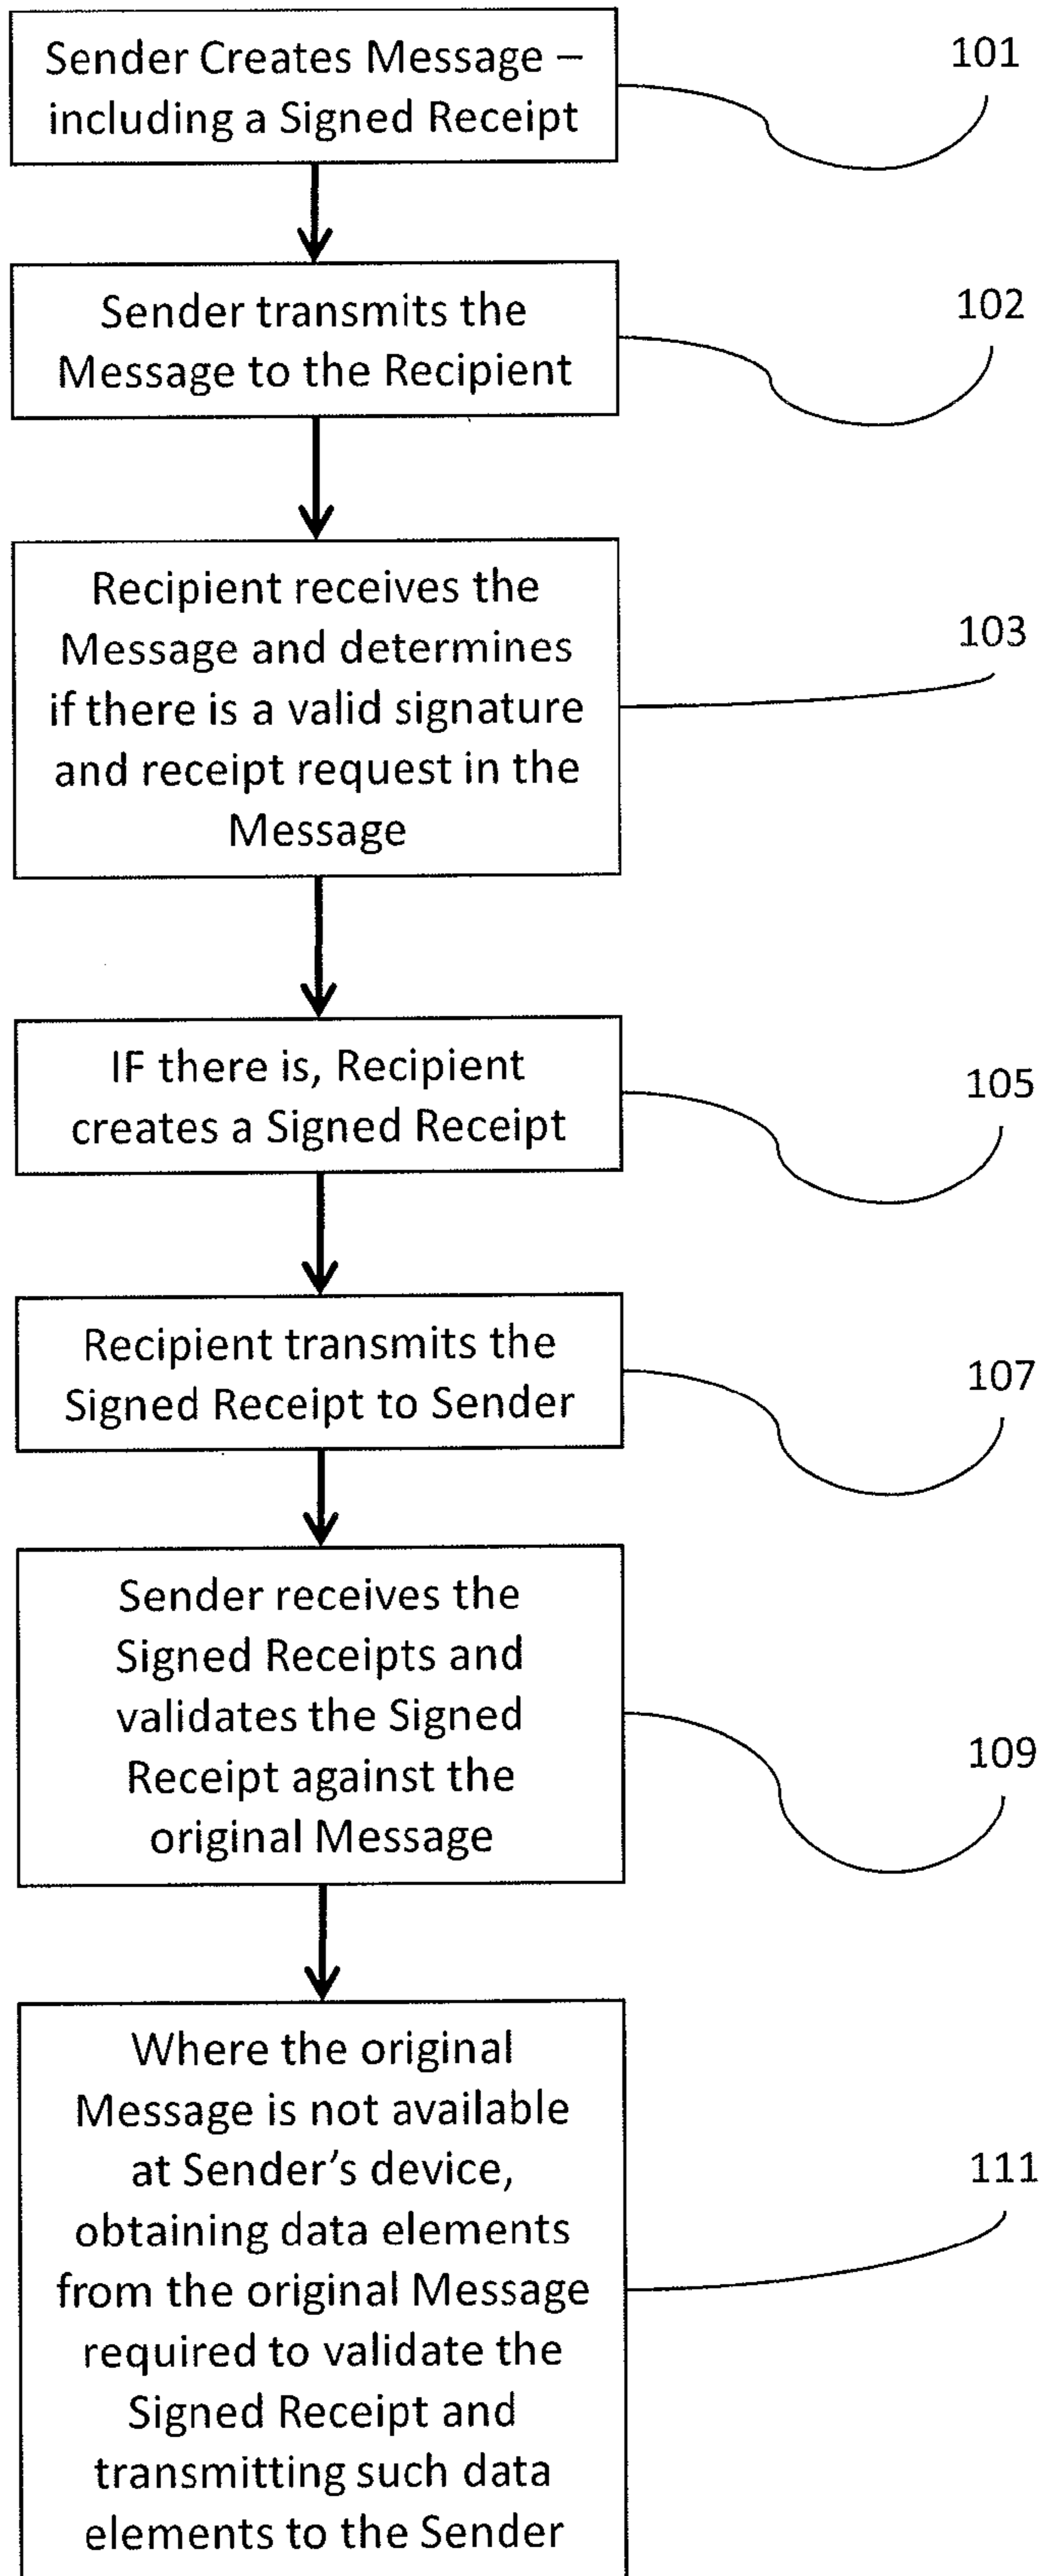 Sender Creates Message –
including a Signed Receipt
101
Sender transmits the
Message to the Recipient
102
Recipient receives the
Message and determines
if there is a valid signature
and receipt request in the
Message
103
IF there is, Recipient
creates a Signed Receipt
105
Recipient transmits the
Signed Receipt to Sender
107
Sender receives the
Signed Receipts and
validates the Signed
Receipt against the
original Message
109
Where the original
Message is not available
at Sender's device,
obtaining data elements
from the original Message
required to validate the
Signed Receipt and
transmitting such data
elements to the Sender
111